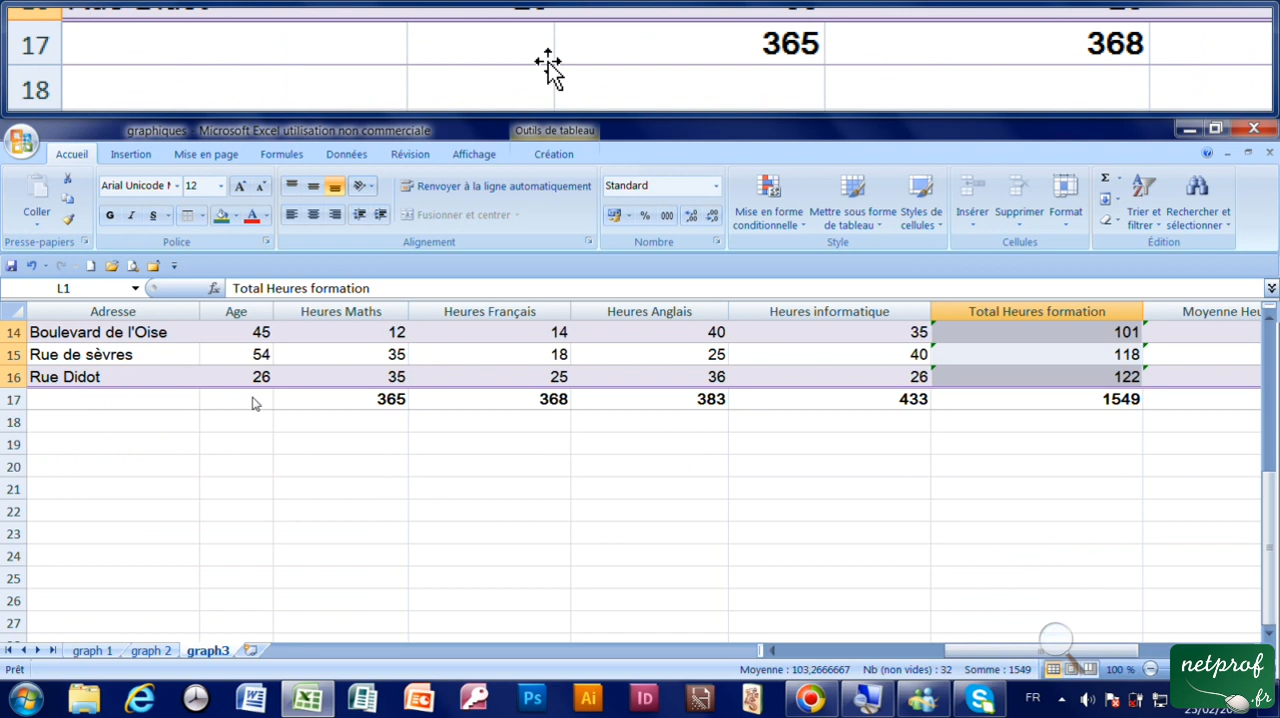 17 365 368
18
graphiques - Microsoft Excel utilisation non commerciale Outils de tableau
Accueil Insertion Mise en page Formules Données Révision Affichage Création
Coller
Presse-papiers
Arial Unicode M 12
G I S
A
Police
Renvoyer à la ligne automatiquement
Fusionner et centrer
Alignement
Standard
% 000
Nombre
Mise en forme conditionnelle
Mettre sous forme de tableau
Styles de cellules
Style
Insérer Supprimer Format
Cellules
Σ
Trier et filtrer
Rechercher et sélectionner
Édition
L1 fx Total Heures formation
Adresse Age Heures Maths Heures Français Heures Anglais Heures informatique Total Heures formation Moyenne Heu
14 Boulevard de l'Oise 45 12 14 40 35 101
15 Rue de sèvres 54 35 18 25 40 118
16 Rue Didot 26 35 25 36 26 122
17 365 368 383 433 1549
18
19
20
21
22
23
24
25
26
27
graph 1 graph 2 graph3
Prêt Moyenne : 103,2666667 Nb (non vides) : 32 Somme : 1549 100 %
Ps Ai ID FR
netprof
.fr